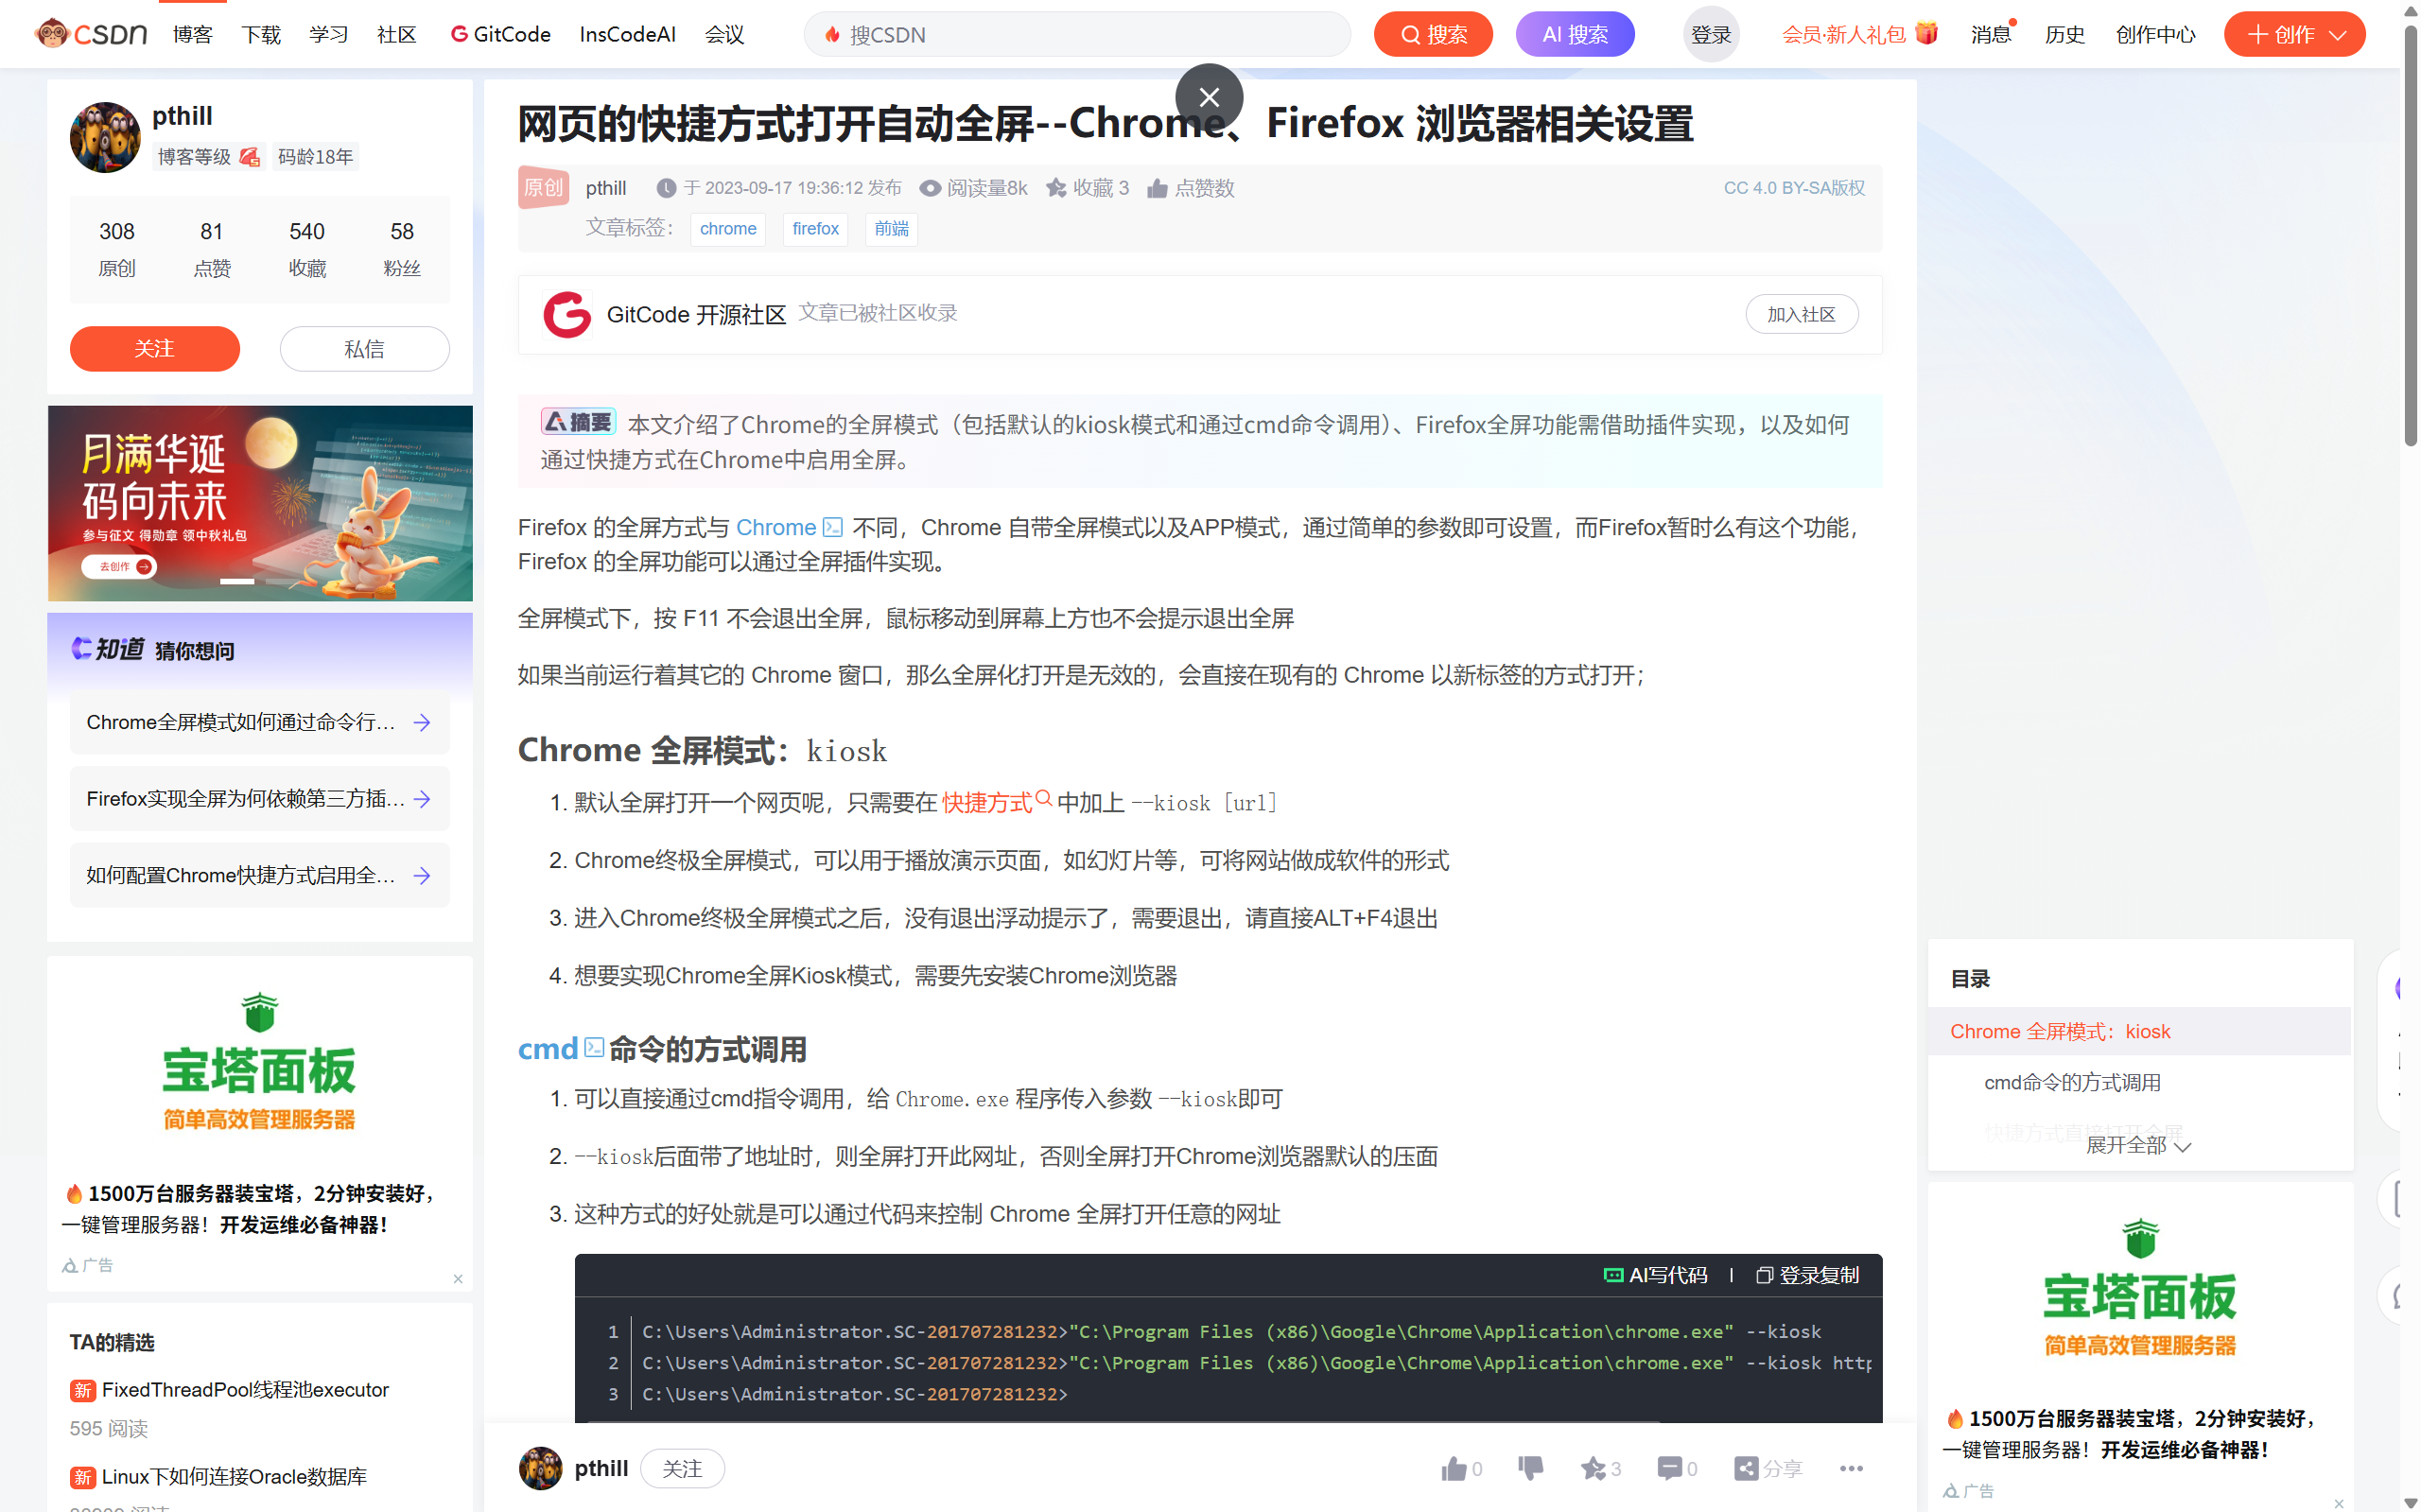 CSDN 博客 下载 学习 社区 GitCode InsCodeAI 会议 搜CSDN 搜索 AI 搜索 登录 会员·新人礼包 消息 历史 创作中心 创作
pthill
博客等级 码龄18年
308 81 540 58
原创 点赞 收藏 粉丝
关注 私信
月满华诞
码向未来
参与征文 得勋章 领中秋礼包
去创作
C知道 猜你想问
Chrome全屏模式如何通过命令行…
Firefox实现全屏为何依赖第三方插…
如何配置Chrome快捷方式启用全…
宝塔面板
简单高效管理服务器
1500万台服务器装宝塔，2分钟安装好，
一键管理服务器！开发运维必备神器！
广告
TA的精选
新 FixedThreadPool线程池executor
595 阅读
新 Linux下如何连接Oracle数据库
网页的快捷方式打开自动全屏--Chrome、Firefox 浏览器相关设置
原创 pthill 于 2023-09-17 19:36:12 发布 阅读量8k 收藏 3 点赞数 CC 4.0 BY-SA版权
文章标签： chrome firefox 前端
GitCode 开源社区 文章已被社区收录 加入社区
摘要 本文介绍了Chrome的全屏模式（包括默认的kiosk模式和通过cmd命令调用）、Firefox全屏功能需借助插件实现，以及如何
通过快捷方式在Chrome中启用全屏。
Firefox 的全屏方式与 Chrome 不同，Chrome 自带全屏模式以及APP模式，通过简单的参数即可设置，而Firefox暂时么有这个功能，
Firefox 的全屏功能可以通过全屏插件实现。
全屏模式下，按 F11 不会退出全屏，鼠标移动到屏幕上方也不会提示退出全屏
如果当前运行着其它的 Chrome 窗口，那么全屏化打开是无效的，会直接在现有的 Chrome 以新标签的方式打开；
Chrome 全屏模式：kiosk
1. 默认全屏打开一个网页呢，只需要在 快捷方式 中加上 --kiosk [url]
2. Chrome终极全屏模式，可以用于播放演示页面，如幻灯片等，可将网站做成软件的形式
3. 进入Chrome终极全屏模式之后，没有退出浮动提示了，需要退出，请直接ALT+F4退出
4. 想要实现Chrome全屏Kiosk模式，需要先安装Chrome浏览器
cmd 命令的方式调用
1. 可以直接通过cmd指令调用，给 Chrome.exe 程序传入参数 --kiosk即可
2. --kiosk后面带了地址时，则全屏打开此网址，否则全屏打开Chrome浏览器默认的压面
3. 这种方式的好处就是可以通过代码来控制 Chrome 全屏打开任意的网址
AI写代码 登录复制
1 C:\Users\Administrator.SC-201707281232>"C:\Program Files (x86)\Google\Chrome\Application\chrome.exe" --kiosk
2 C:\Users\Administrator.SC-201707281232>"C:\Program Files (x86)\Google\Chrome\Application\chrome.exe" --kiosk http
3 C:\Users\Administrator.SC-201707281232>
pthill 关注 0 3 0 分享
目录
Chrome 全屏模式：kiosk
cmd命令的方式调用
快捷方式直接打开全屏
展开全部
宝塔面板
简单高效管理服务器
1500万台服务器装宝塔，2分钟安装好，
一键管理服务器！开发运维必备神器！
广告